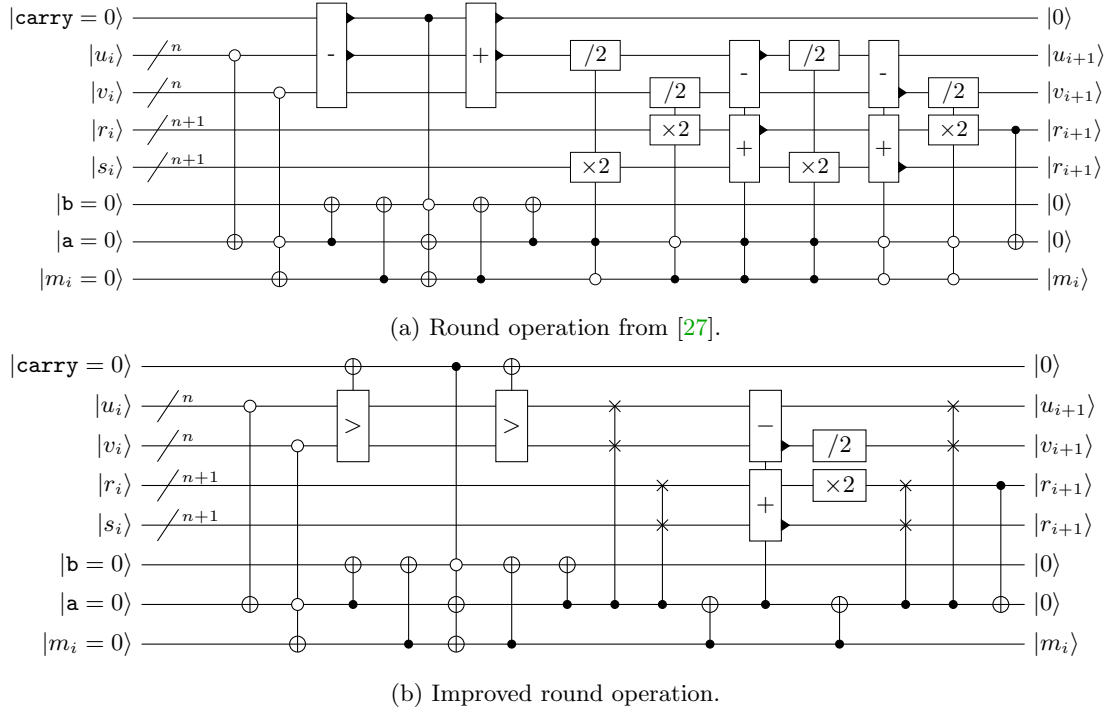 |carry = 0⟩ |0⟩
|u_i⟩ n - + /2 - /2 - |u_{i+1}⟩
|v_i⟩ n /2 /2 |v_{i+1}⟩
|r_i⟩ n+1 ×2 + + ×2 |r_{i+1}⟩
|s_i⟩ n+1 ×2 ×2 |r_{i+1}⟩
|b = 0⟩ |0⟩
|a = 0⟩ |0⟩
|m_i = 0⟩ |m_i⟩
(a) Round operation from [27].
|carry = 0⟩ |0⟩
|u_i⟩ n > > − |u_{i+1}⟩
|v_i⟩ n /2 |v_{i+1}⟩
|r_i⟩ n+1 + ×2 |r_{i+1}⟩
|s_i⟩ n+1 |r_{i+1}⟩
|b = 0⟩ |0⟩
|a = 0⟩ |0⟩
|m_i = 0⟩ |m_i⟩
(b) Improved round operation.